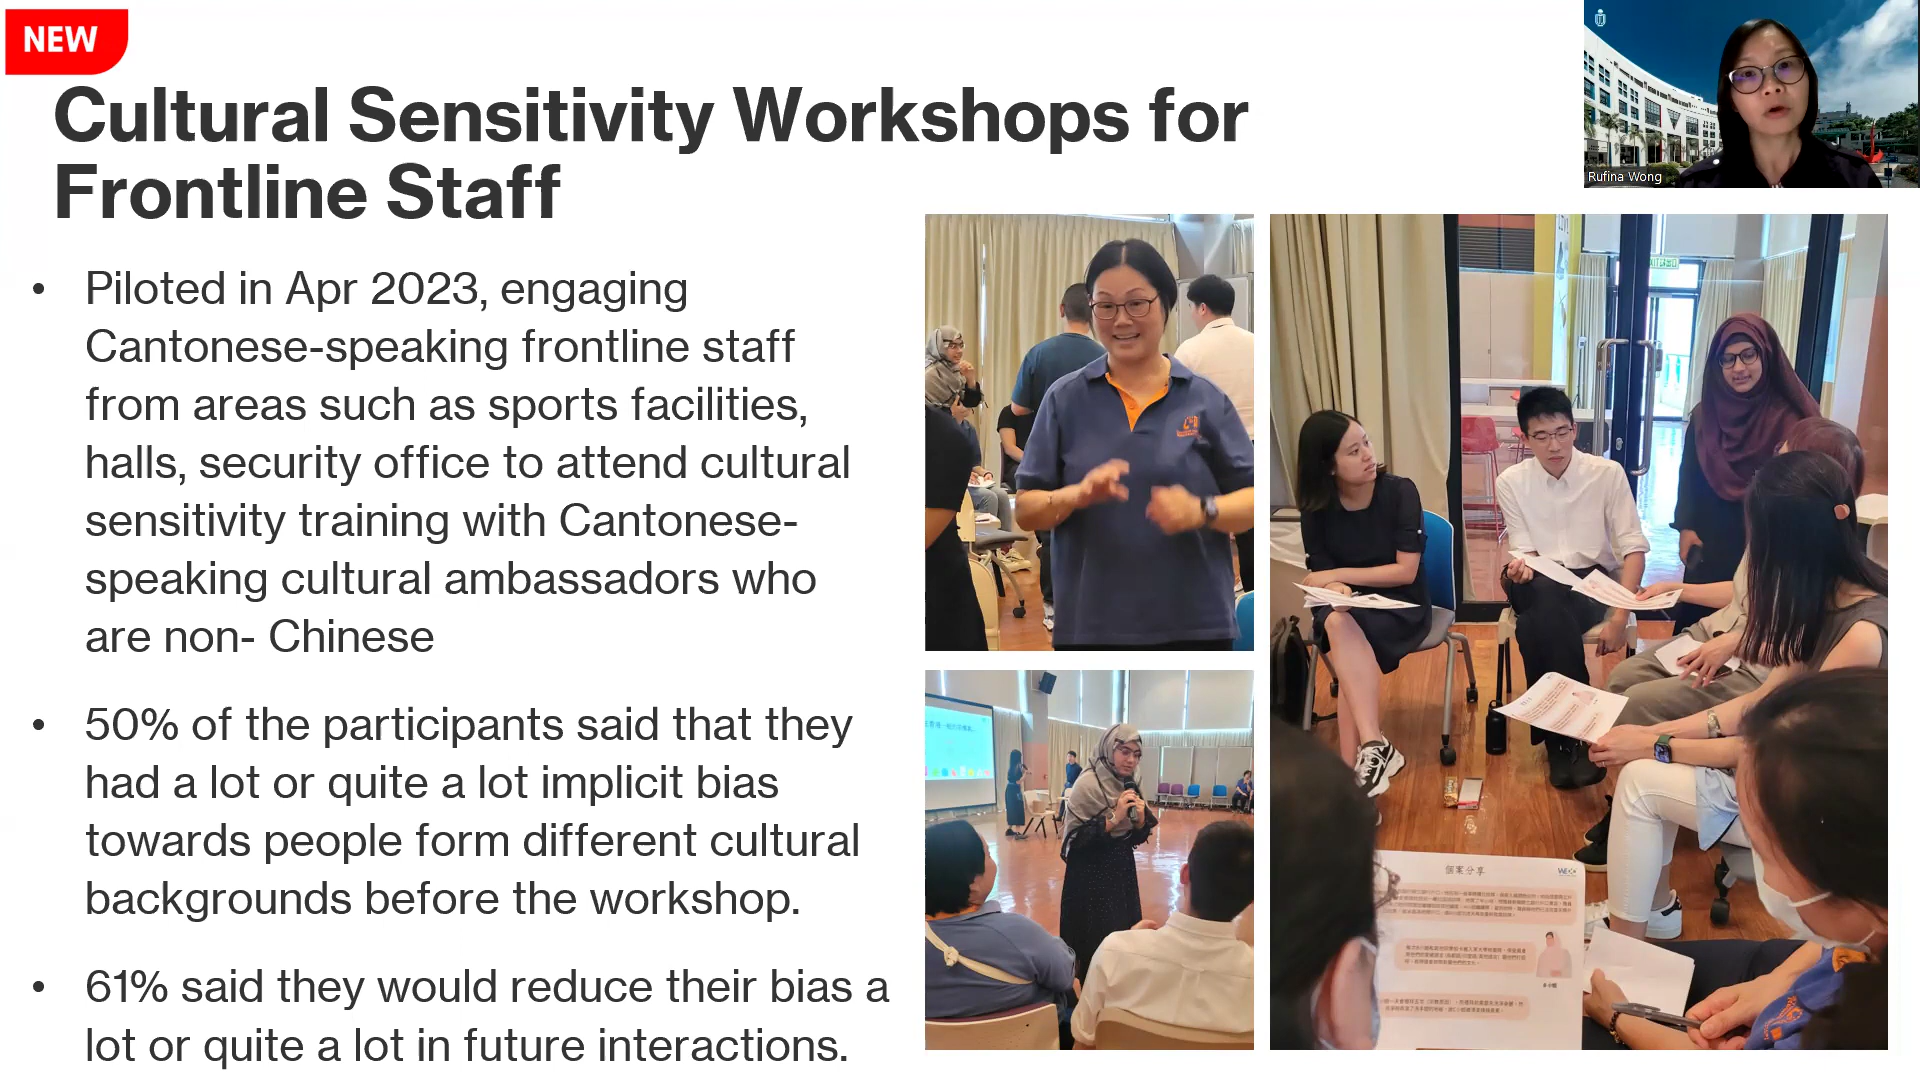 NEW
Cultural Sensitivity Workshops for
Frontline Staff
Rufina Wong
• Piloted in Apr 2023, engaging
Cantonese-speaking frontline staff
from areas such as sports facilities,
halls, security office to attend cultural
sensitivity training with Cantonese-
speaking cultural ambassadors who
are non- Chinese
• 50% of the participants said that they
had a lot or quite a lot implicit bias
towards people form different cultural
backgrounds before the workshop.
• 61% said they would reduce their bias a
lot or quite a lot in future interactions.
個案分享